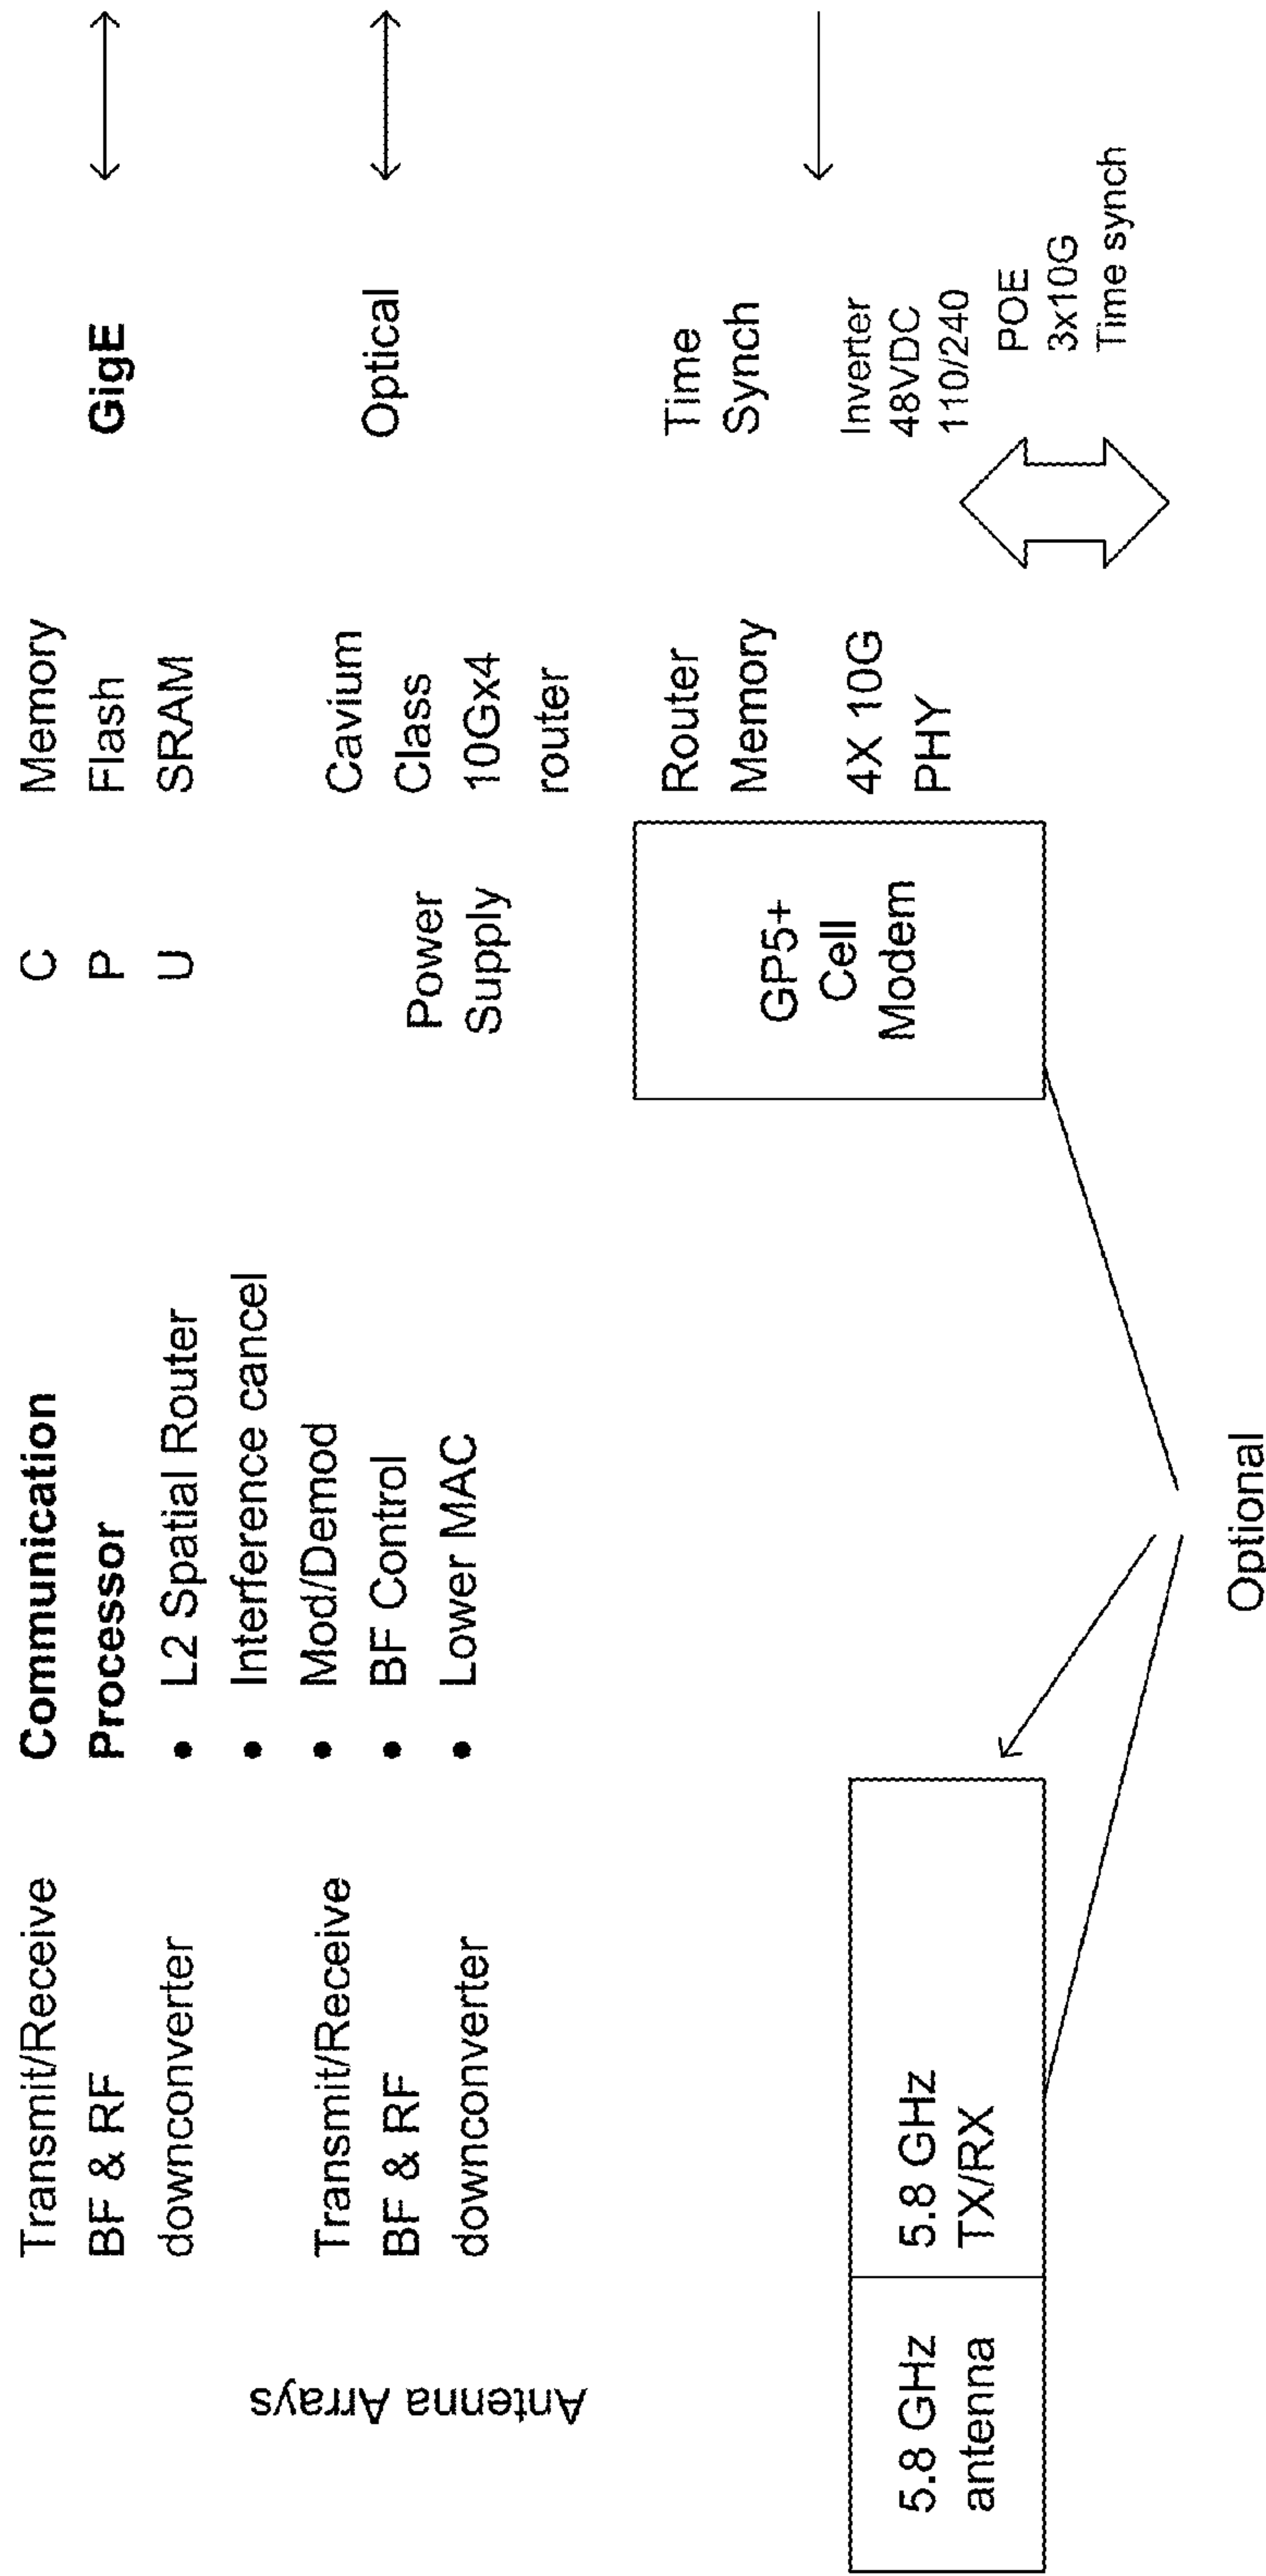 Antenna Arrays
Transmit/Receive
BF & RF
downconverter
Transmit/Receive
BF & RF
downconverter
Communication
Processor
• L2 Spatial Router
• Interference cancel
• Mod/Demod
• BF Control
• Lower MAC
C
P
U
Memory
Flash
SRAM
GigE
Power
Supply
Cavium
Class
10Gx4
router
Optical
GP5+
Cell
Modem
Router
Memory
4X 10G
PHY
Time
Synch
Inverter
48VDC
110/240
POE
3x10G
Time synch
5.8 GHz
antenna
5.8 GHz
TX/RX
Optional